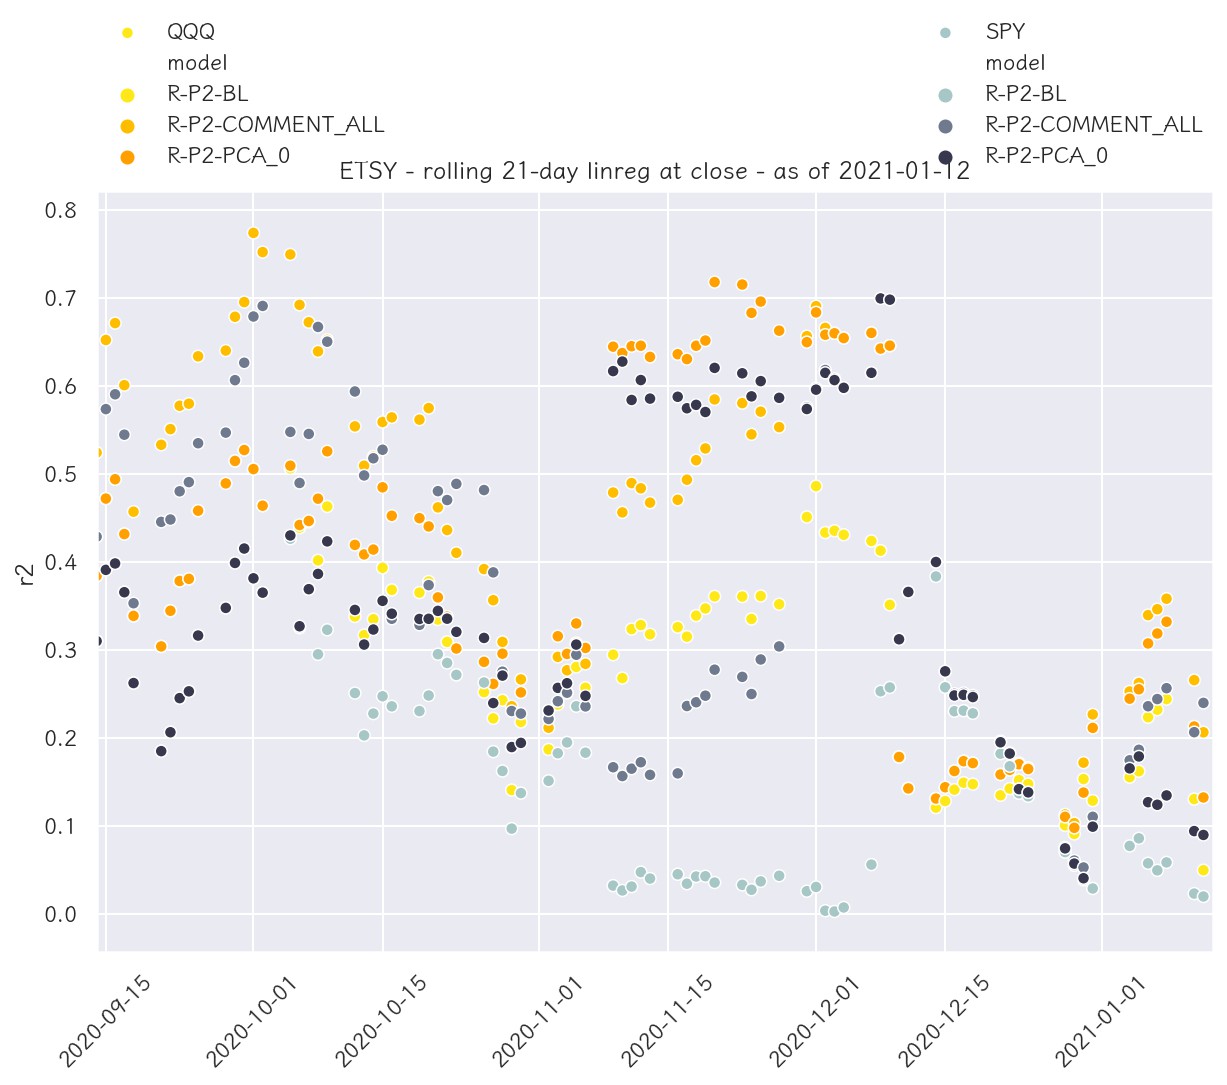 QQQ
model
R-P2-BL
R-P2-COMMENT_ALL
R-P2-PCA_0
SPY
model
R-P2-BL
R-P2-COMMENT_ALL
R-P2-PCA_0
ETSY - rolling 21-day linreg at close - as of 2021-01-12
0.8
0.7
0.6
0.5
0.4
0.3
0.2
0.1
0.0
r2
2020-09-15
2020-10-01
2020-10-15
2020-11-01
2020-11-15
2020-12-01
2020-12-15
2021-01-01